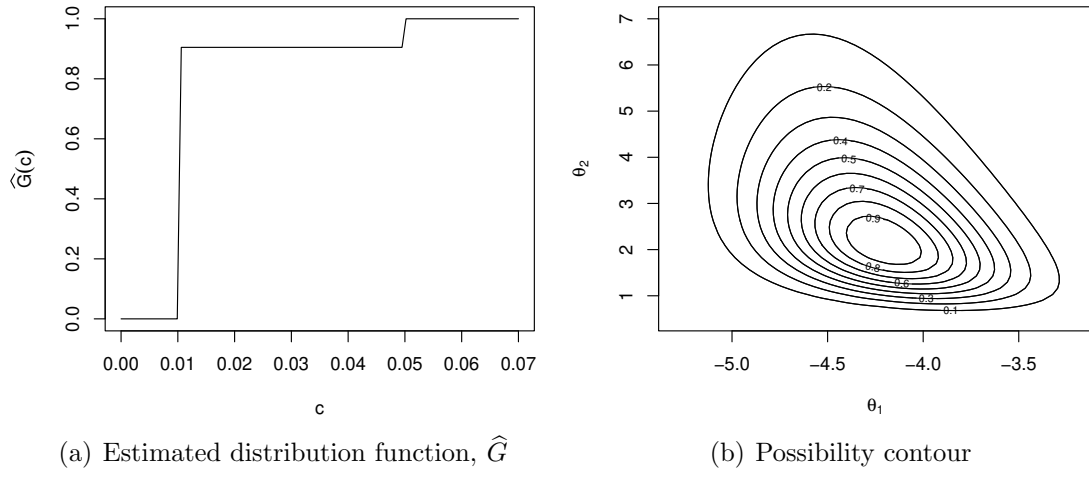 1.0
0.8
0.6
0.4
0.2
0.0
Ĝ(c)
0.00 0.01 0.02 0.03 0.04 0.05 0.06 0.07
c
(a) Estimated distribution function, Ĝ
7
6
5
4
3
2
1
θ₂
0.2
0.4
0.5
0.7
0.9
0.8
0.6
0.3
0.1
−5.0 −4.5 −4.0 −3.5
θ₁
(b) Possibility contour